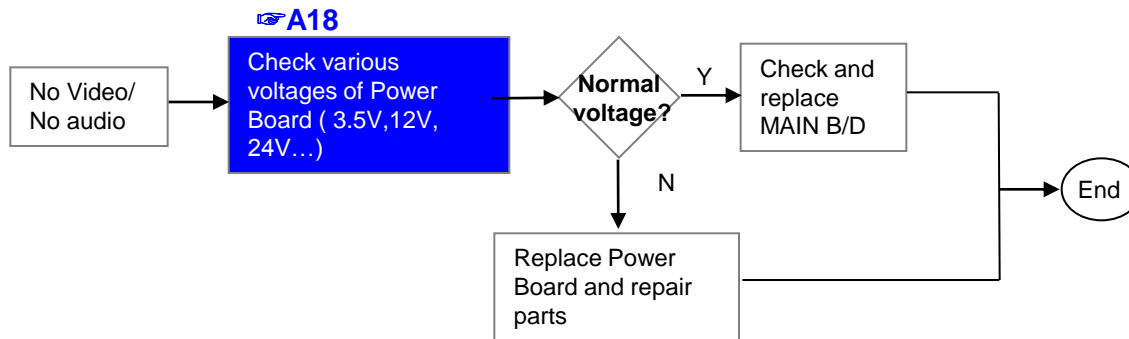 ☞A18
No Video/
No audio
Check various
voltages of Power
Board ( 3.5V,12V,
24V…)
Normal
voltage?
Y
Check and
replace
MAIN B/D
N
Replace Power
Board and repair
parts
End